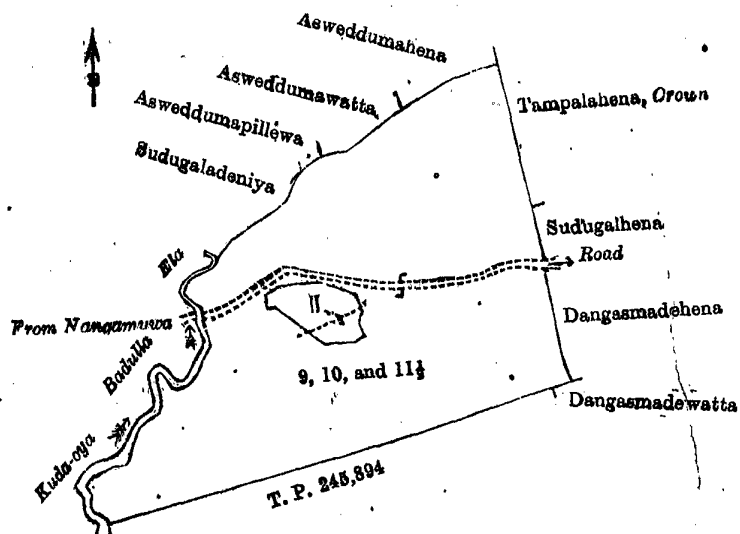 Asweddumahena
Asweddumawatta
Asweddumapillewa
Sudugaladeniya
Tampalahena, Crown
Sudugalhena
Road
Ela
From Nangamuwa
Dangasmadehena
Badulla
11
9, 10, and 11½
Dangasmadewatta
Kuda-oya
T. P. 245,894